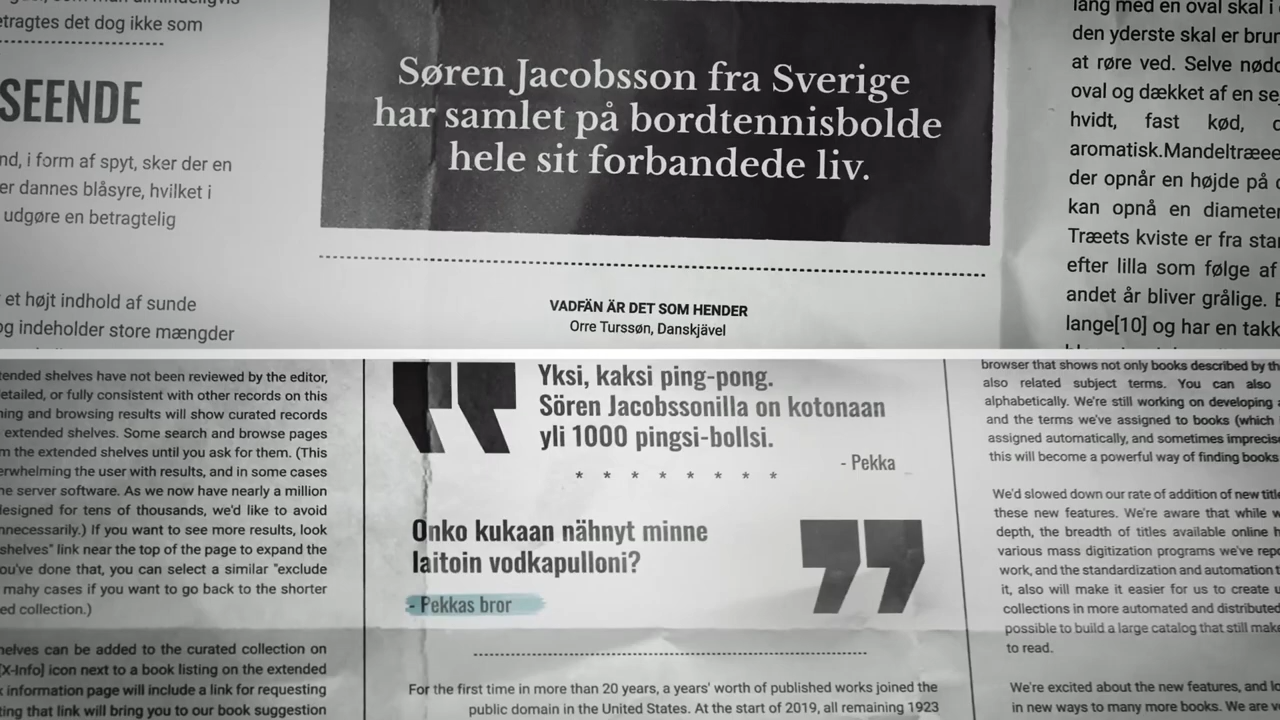 etragtes det dog ikke som
SEENDE
nd, i form af spyt, sker der en
er dannes blåsyre, hvilket i
udgøre en betragtelig
et højt indhold af sunde
og indeholder store mængder
Søren Jacobsson fra Sverige
har samlet på bordtennisbolde
hele sit forbandede liv.
VADFÄN ÄR DET SOM HENDER
Orre Turssøn, Danskjävel
lang med en oval skal i
den yderste skal er brun
at røre ved. Selve nødd
oval og dækket af en se
hvidt, fast kød,
aromatisk.Mandeltræee
der opnår en højde på
kan opnå en diameter
Træets kviste er fra star
efter lilla som følge af
andet år bliver grålige.
lange[10] og har en takk
tended shelves have not been reviewed by the editor,
etailed, or fully consistent with other records on this
ning and browsing results will show curated records
extended shelves. Some search and browse pages
m the extended shelves until you ask for them. (This
erwhelming the user with results, and in some cases
he server software. As we now have nearly a million
designed for tens of thousands, we'd like to avoid
nnecessarily.) If you want to see more results, look
shelves" link near the top of the page to expand the
ou've done that, you can select a similar "exclude
mahy cases if you want to go back to the shorter
ed collection.)
helves can be added to the curated collection on
[X-Info] icon next to a book listing on the extended
information page will include a link for requesting
ting that link will bring you to our book suggestion
Yksi, kaksi ping-pong.
Sören Jacobssonilla on kotonaan
yli 1000 pingsi-bollsi.
- Pekka
* * * * * * * *
Onko kukaan nähnyt minne
laitoin vodkapulloni?
- Pekkas bror
For the first time in more than 20 years, a years' worth of published works joined the
public domain in the United States. At the start of 2019, all remaining 1923
browser that shows not only books described by th
also related subject terms. You can also
alphabetically. We're still working on developing a
and the terms we've assigned to books (which
assigned automatically, and sometimes imprecise
this will become a powerful way of finding books
We'd slowed down our rate of addition of new title
these new features. We're aware that while w
depth, the breadth of titles available online h
various mass digitization programs we've repo
work, and the standardization and automation t
it, also will make it easier for us to create u
collections in more automated and distributed
possible to build a large catalog that still make
to read.
We're excited about the new features, and lo
in new ways to many more books. We are ve